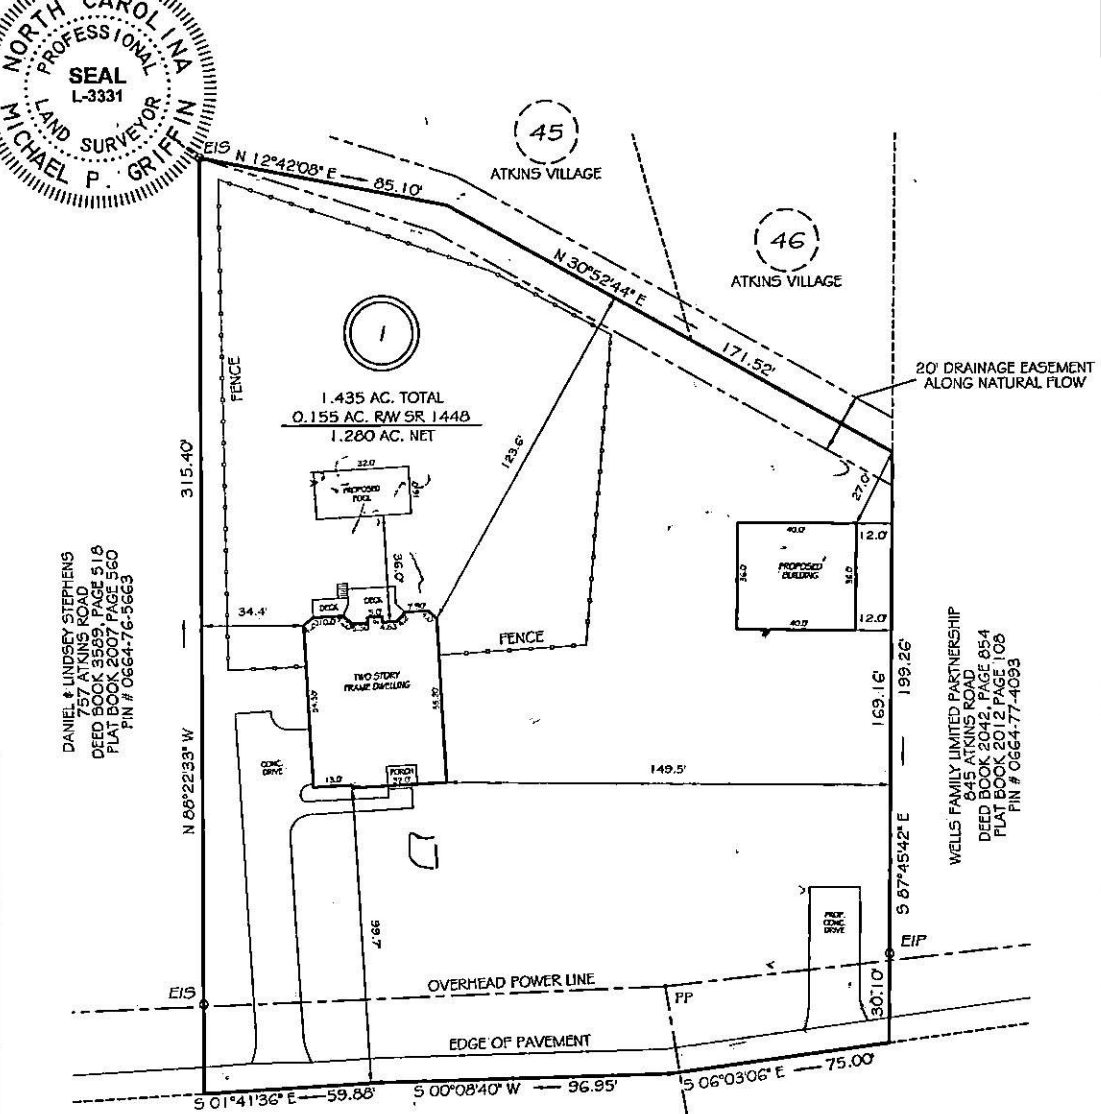 NORTH CAROLINA
PROFESSIONAL
SEAL
L-3331
LAND SURVEYOR
MICHAEL P. GRIFFIN
EIS
N 12°42'08" E — 85.10'
45
ATKINS VILLAGE
46
ATKINS VILLAGE
N 30°52'44" E
171.52'
20' DRAINAGE EASEMENT
ALONG NATURAL FLOW
1
1.435 AC. TOTAL
0.155 AC. R/W SR 1448
1.280 AC. NET
FENCE
315.40'
N 88°22'33" W
123.6'
32.0'
PROPOSED
POOL
16.0'
36.0'
27.0'
12.0'
40.0'
36.0'
PROPOSED
BUILDING
36.0'
40.0'
12.0'
34.4'
DECK
DECK
FENCE
TWO STORY
FRAME DWELLING
CONC.
DRIVE
13.0'
PORCH
149.5'
99.7'
DANIEL & LINDSEY STEPHENS
757 ATKINS ROAD
DEED BOOK 3589, PAGE 518
PLAT BOOK 2007, PAGE 560
PIN # 0664-76-5663
169.16'
199.26'
S 87°45'42" E
WELLS FAMILY LIMITED PARTNERSHIP
845 ATKINS ROAD
DEED BOOK 2042, PAGE 854
PLAT BOOK 2012, PAGE 108
PIN # 0664-77-4093
PROP.
CONC.
DRIVE
EIP
30.10'
EIS
OVERHEAD POWER LINE
PP
EDGE OF PAVEMENT
S 01°41'36" E — 59.88'
S 00°08'40" W — 96.95'
S 06°03'06" E — 75.00'